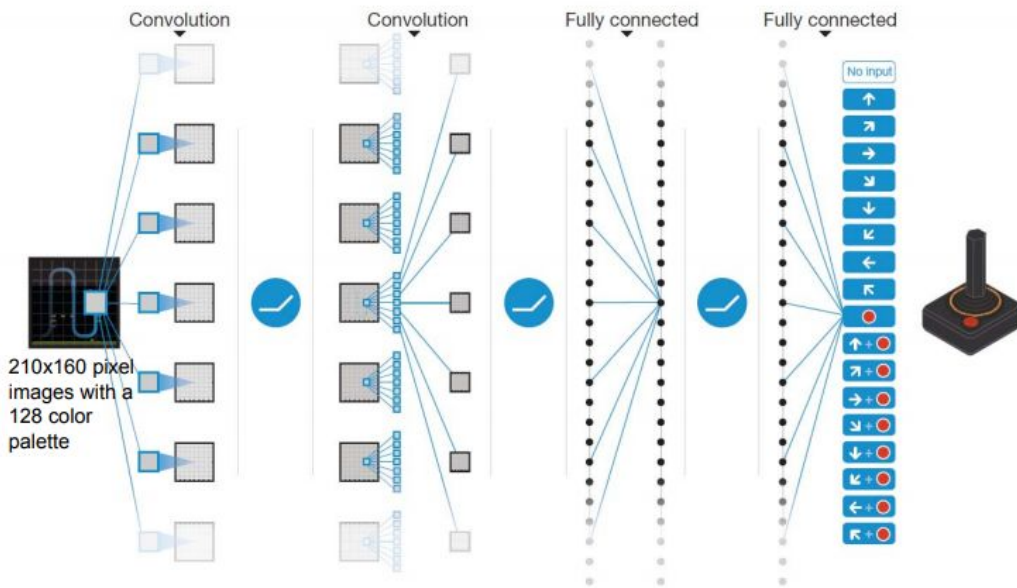 Convolution
Convolution
Fully connected
Fully connected
No input
210x160 pixel
images with a
128 color
palette
+
+
+
+
+
+
+
+